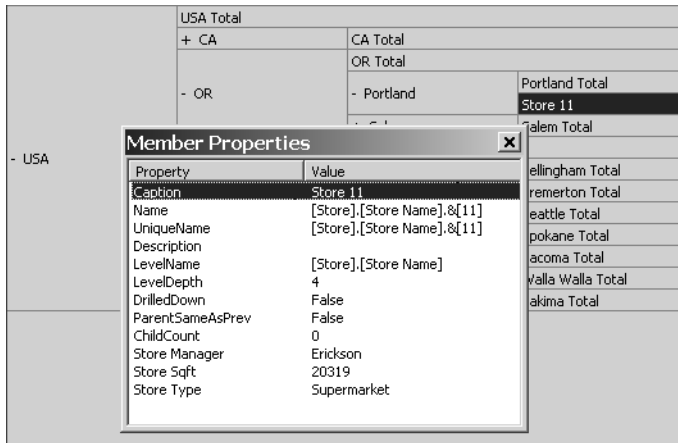 USA Total
+ CA CA Total
OR Total
- OR - Portland Portland Total
Store 11
Salem Total
- USA
Member Properties
Property Value
Caption Store 11
Name [Store].[Store Name].&[11]
UniqueName [Store].[Store Name].&[11]
Description
LevelName [Store].[Store Name]
LevelDepth 4
DrilledDown False
ParentSameAsPrev False
ChildCount 0
Store Manager Erickson
Store Sqft 20319
Store Type Supermarket
ellingham Total
remerton Total
eattle Total
pokane Total
acoma Total
Walla Walla Total
akima Total